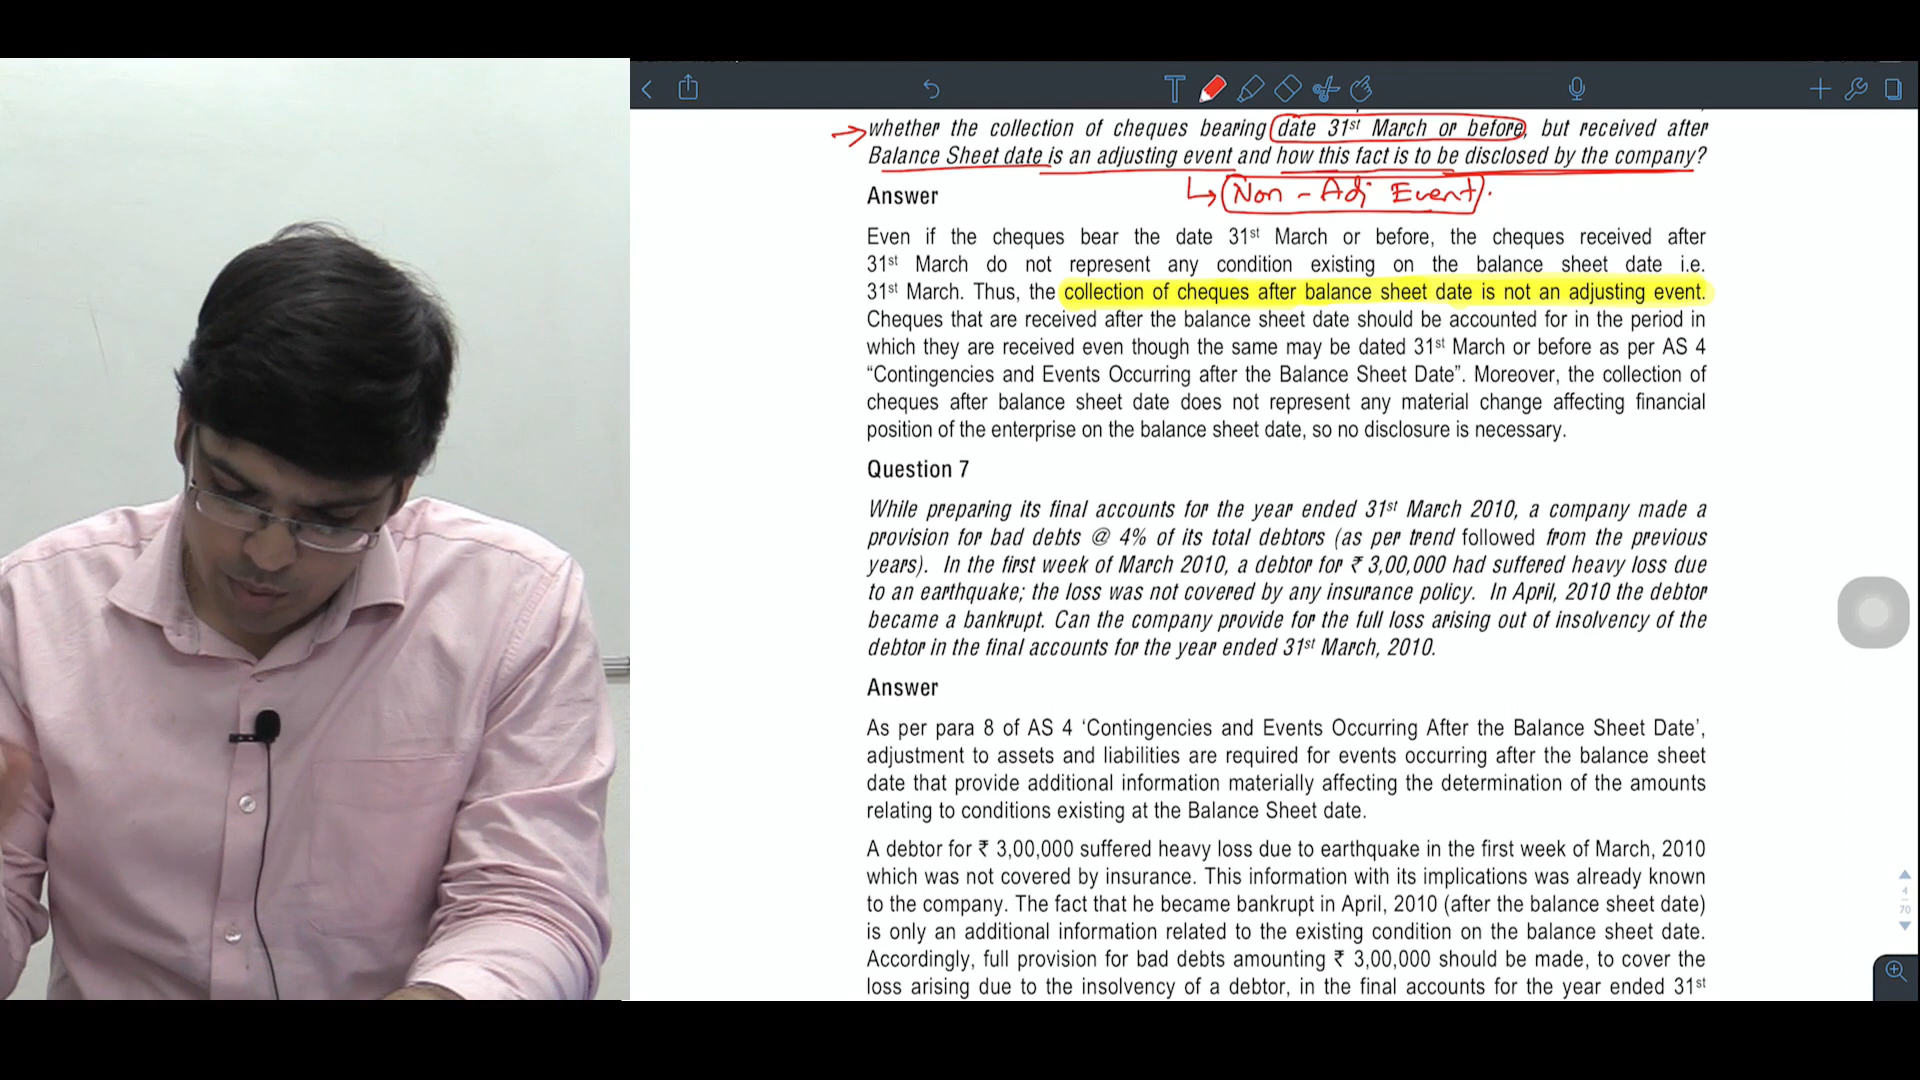 whether the collection of cheques bearing date 31st March or before, but received after
Balance Sheet date is an adjusting event and how this fact is to be disclosed by the company?
Answer
Non - Adj Event.
Even if the cheques bear the date 31st March or before, the cheques received after
31st March do not represent any condition existing on the balance sheet date i.e.
31st March. Thus, the collection of cheques after balance sheet date is not an adjusting event.
Cheques that are received after the balance sheet date should be accounted for in the period in
which they are received even though the same may be dated 31st March or before as per AS 4
“Contingencies and Events Occurring after the Balance Sheet Date”. Moreover, the collection of
cheques after balance sheet date does not represent any material change affecting financial
position of the enterprise on the balance sheet date, so no disclosure is necessary.
Question 7
While preparing its final accounts for the year ended 31st March 2010, a company made a
provision for bad debts @ 4% of its total debtors (as per trend followed from the previous
years). In the first week of March 2010, a debtor for ₹ 3,00,000 had suffered heavy loss due
to an earthquake; the loss was not covered by any insurance policy. In April, 2010 the debtor
became a bankrupt. Can the company provide for the full loss arising out of insolvency of the
debtor in the final accounts for the year ended 31st March, 2010.
Answer
As per para 8 of AS 4 ‘Contingencies and Events Occurring After the Balance Sheet Date’,
adjustment to assets and liabilities are required for events occurring after the balance sheet
date that provide additional information materially affecting the determination of the amounts
relating to conditions existing at the Balance Sheet date.
A debtor for ₹ 3,00,000 suffered heavy loss due to earthquake in the first week of March, 2010
which was not covered by insurance. This information with its implications was already known
to the company. The fact that he became bankrupt in April, 2010 (after the balance sheet date)
is only an additional information related to the existing condition on the balance sheet date.
Accordingly, full provision for bad debts amounting ₹ 3,00,000 should be made, to cover the
loss arising due to the insolvency of a debtor, in the final accounts for the year ended 31st
4
70